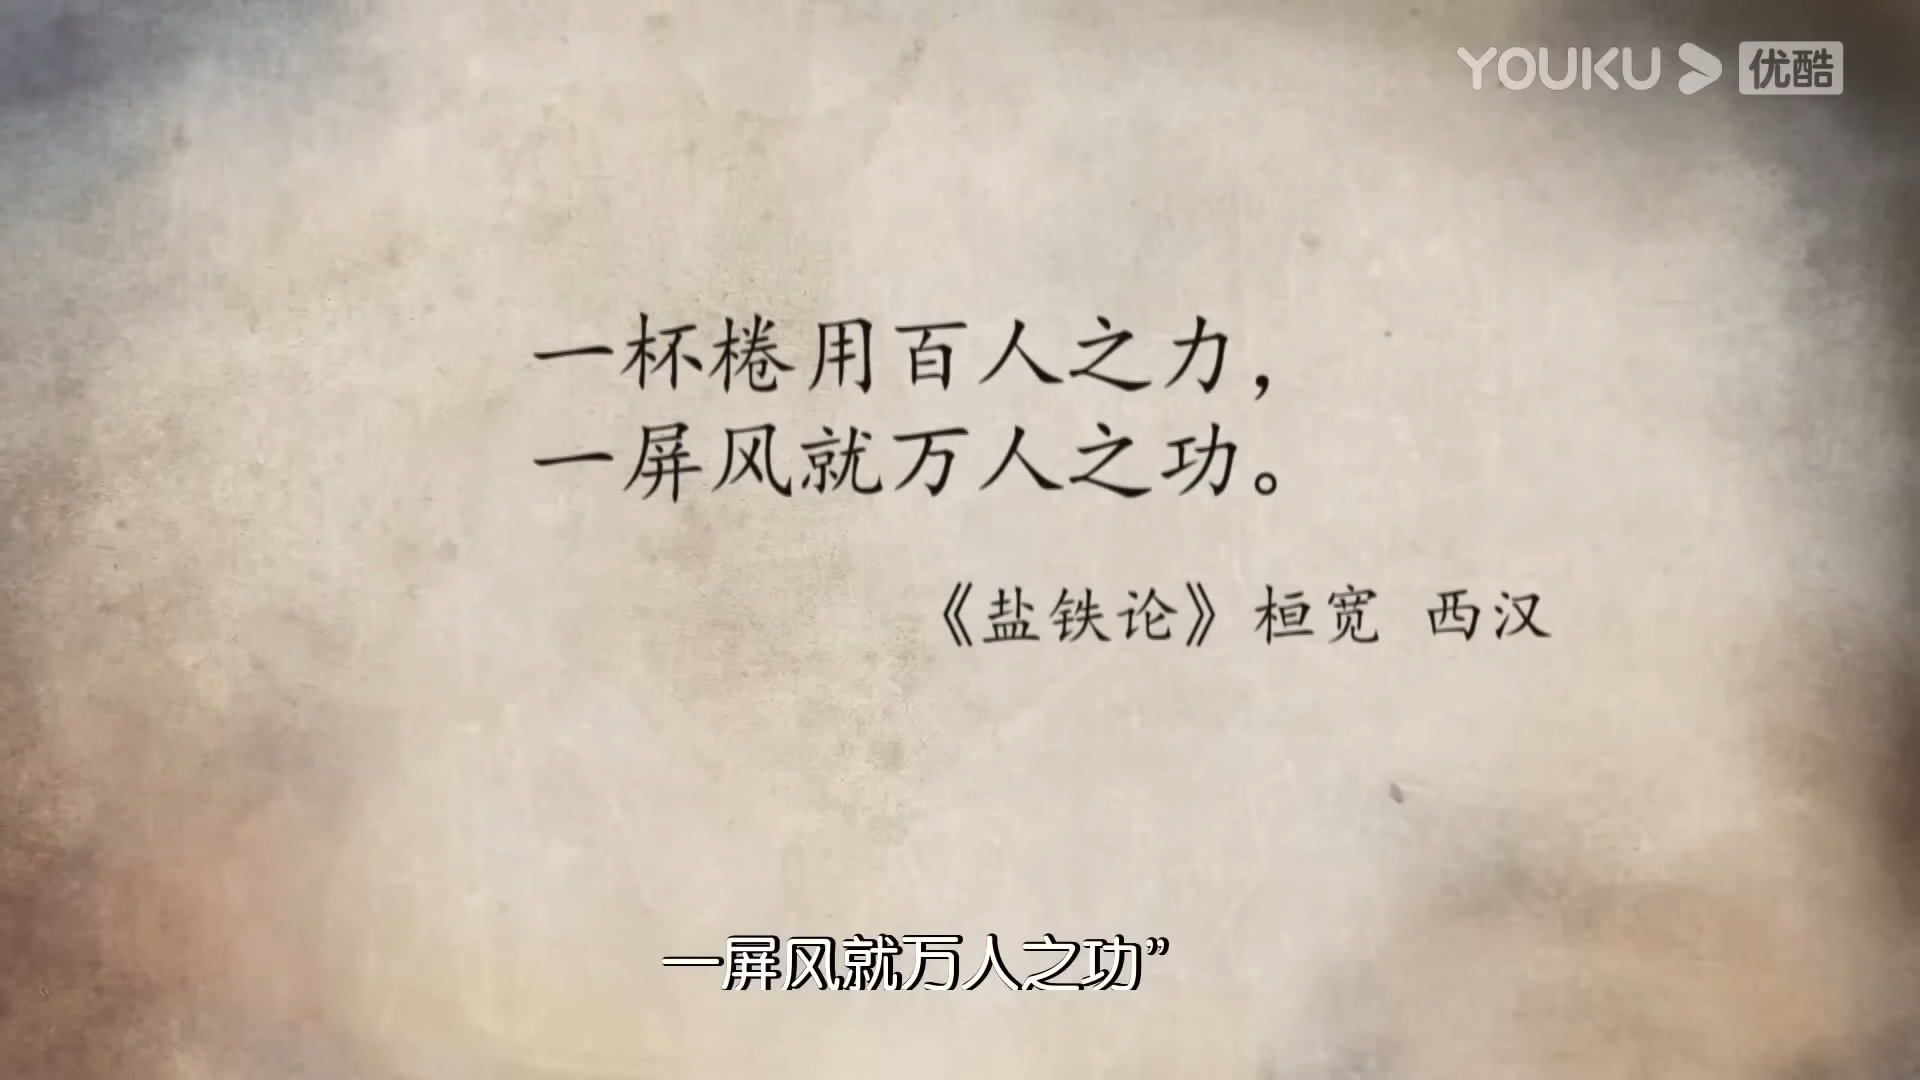 YOUKU 优酷
一杯棬用百人之力，
一屏风就万人之功。
《盐铁论》桓宽 西汉
一屏风就万人之功”